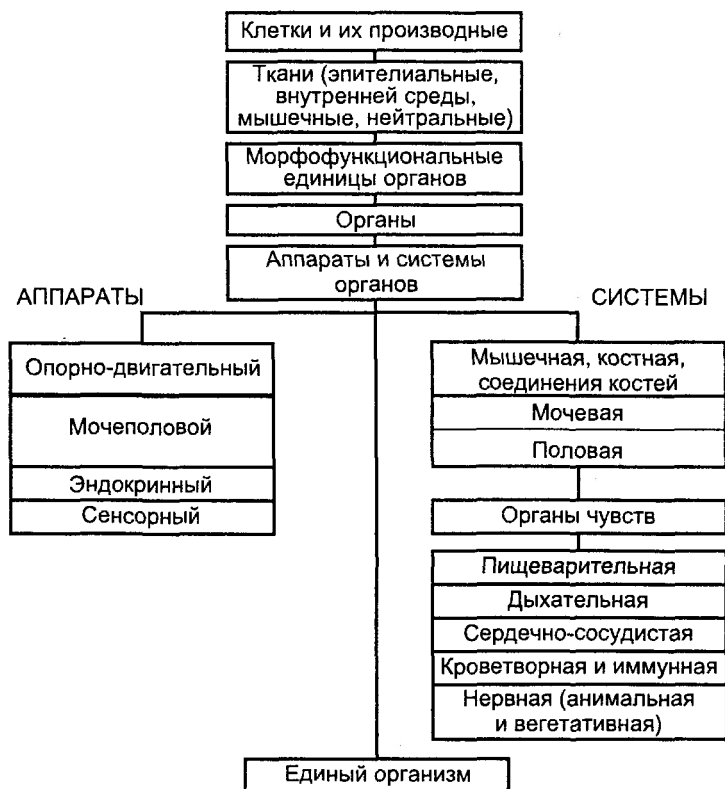 Клетки и их производные
Ткани (эпителиальные,
внутренней среды,
мышечные, нейтральные)
Морфофункциональные
единицы органов
Органы
Аппараты и системы
органов
АППАРАТЫ
СИСТЕМЫ
Опорно-двигательный
Мочеполовой
Эндокринный
Сенсорный
Мышечная, костная,
соединения костей
Мочевая
Половая
Органы чувств
Пищеварительная
Дыхательная
Сердечно-сосудистая
Кроветворная и иммунная
Нервная (анимальная
и вегетативная)
Единый организм